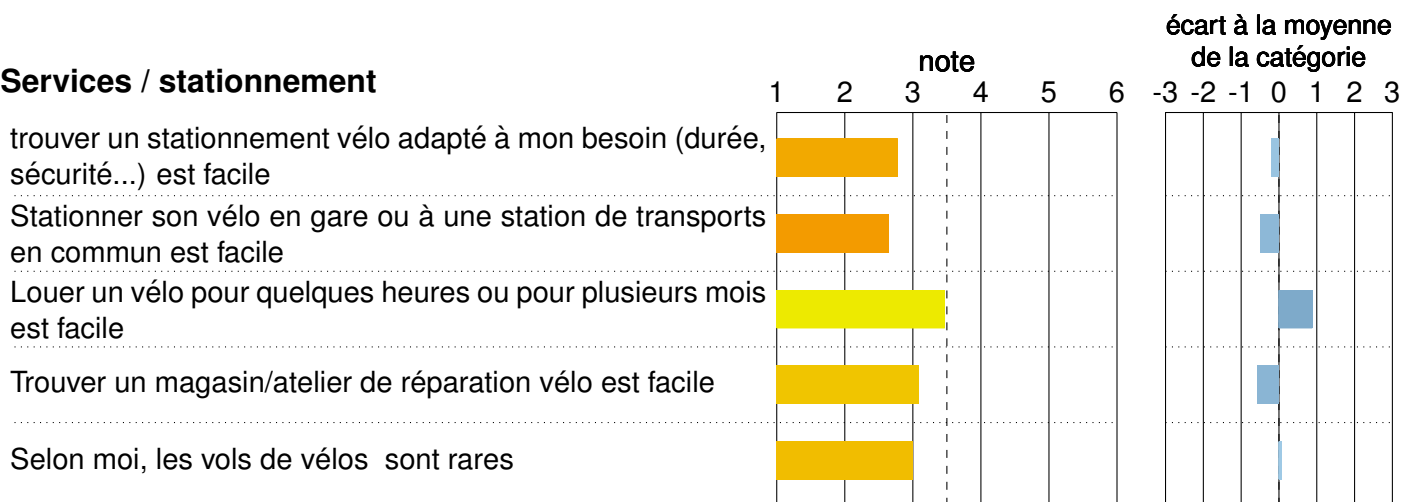 écart à la moyenne
note de la catégorie
Services / stationnement
1 2 3 4 5 6 -3 -2 -1 0 1 2 3
trouver un stationnement vélo adapté à mon besoin (durée,
sécurité...) est facile
Stationner son vélo en gare ou à une station de transports
en commun est facile
Louer un vélo pour quelques heures ou pour plusieurs mois
est facile
Trouver un magasin/atelier de réparation vélo est facile
Selon moi, les vols de vélos sont rares